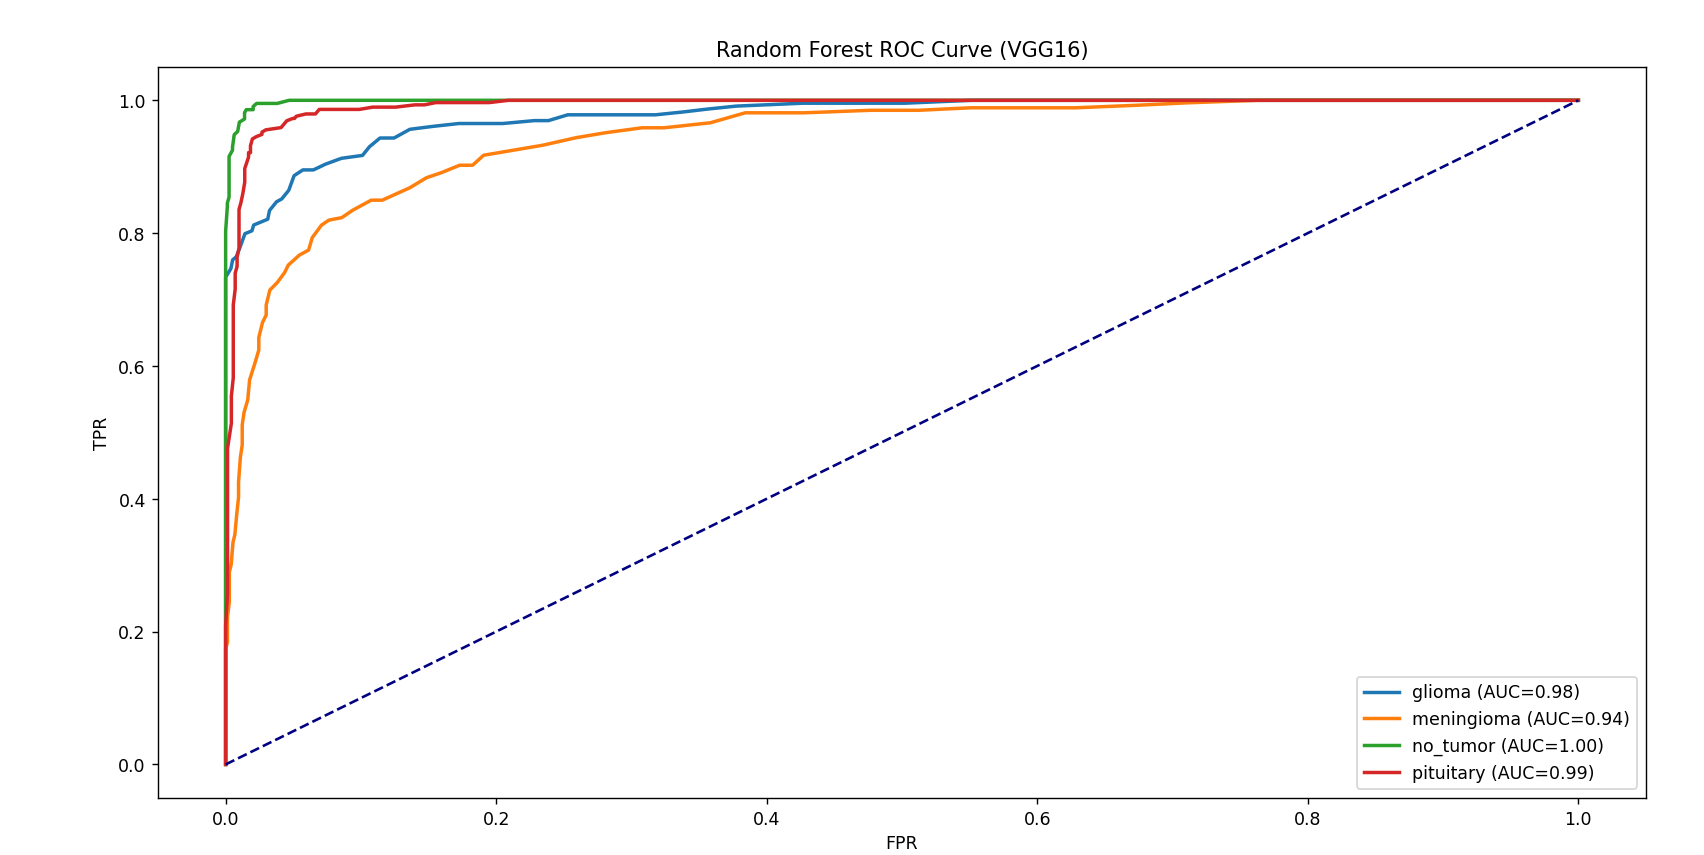 Random Forest ROC Curve (VGG16)
1.0
0.8
0.6
0.4
0.2
0.0
TPR
0.0 0.2 0.4 0.6 0.8 1.0
FPR
glioma (AUC=0.98)
meningioma (AUC=0.94)
no_tumor (AUC=1.00)
pituitary (AUC=0.99)